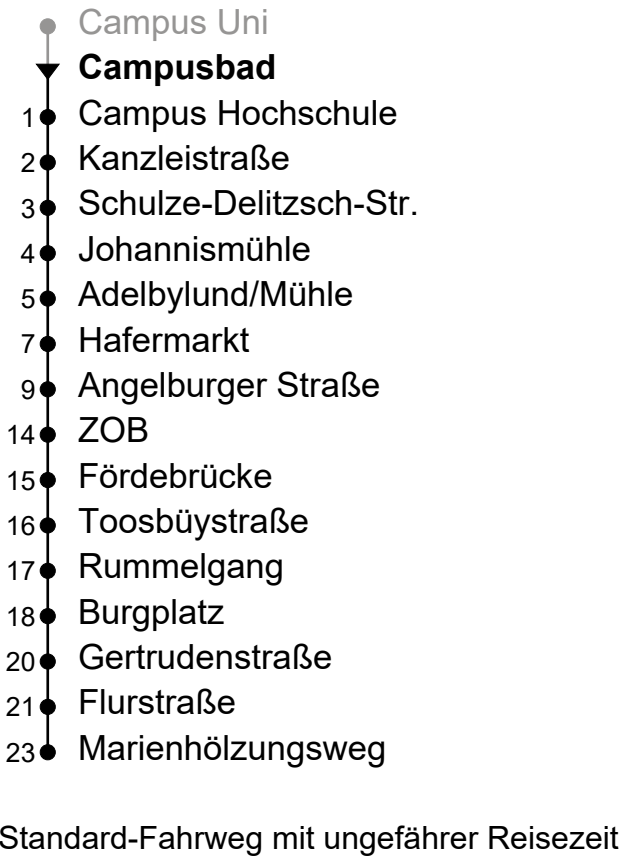 Campus Uni
Campusbad
1 Campus Hochschule
2 Kanzleistraße
3 Schulze-Delitzsch-Str.
4 Johannismühle
5 Adelbylund/Mühle
7 Hafermarkt
9 Angelburger Straße
14 ZOB
15 Fördebrücke
16 Toosbüystraße
17 Rummelgang
18 Burgplatz
20 Gertrudenstraße
21 Flurstraße
23 Marienhölzungsweg
Standard-Fahrweg mit ungefährer Reisezeit